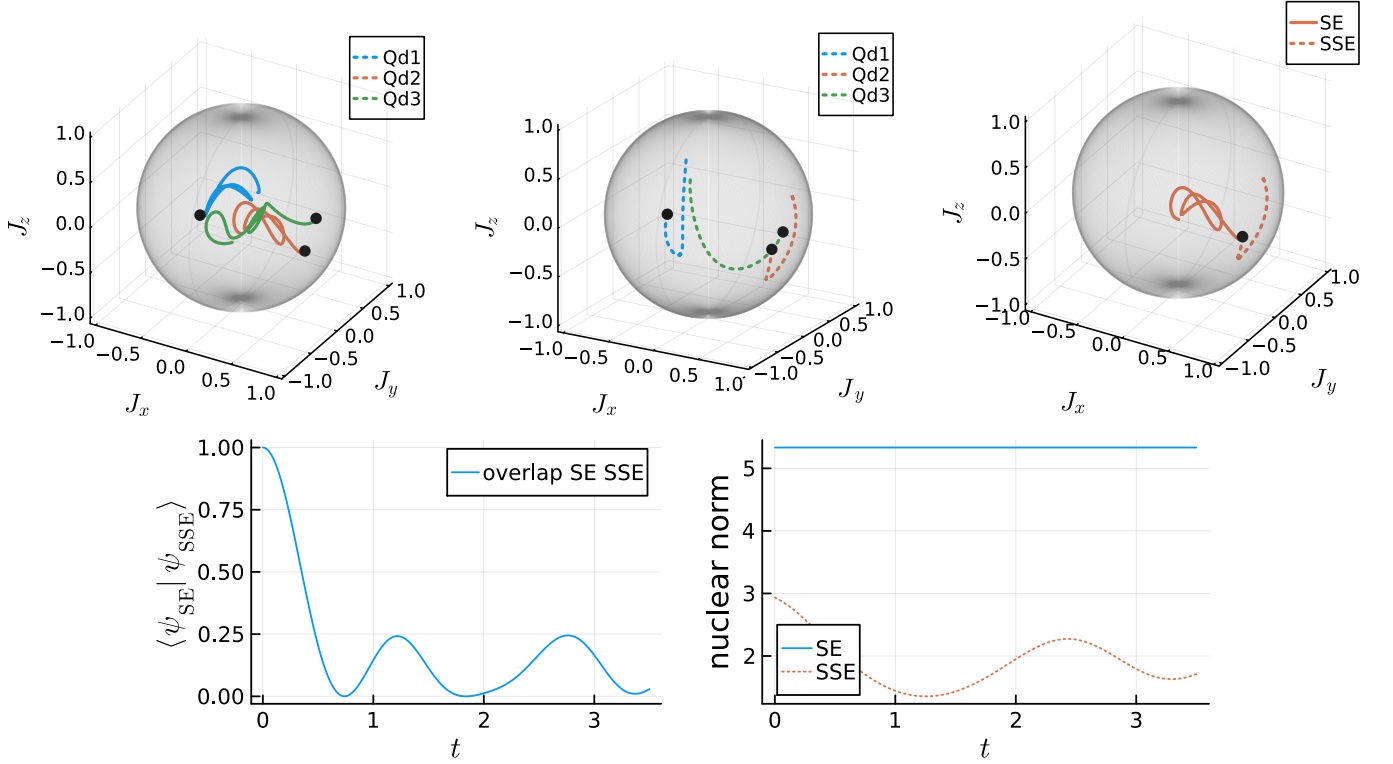 Qd1
Qd2
Qd3
1.0
0.5
0.0
−0.5
−1.0
J_z
−1.0
−0.5
0.0
0.5
1.0
J_x
−1.0
−0.5
0.0
0.5
1.0
J_y
Qd1
Qd2
Qd3
1.0
0.5
0.0
−0.5
−1.0
J_z
−1.0
−0.5
0.0
0.5
1.0
J_x
−1.0
−0.5
0.0
0.5
1.0
J_y
SE
SSE
1.0
0.5
0.0
−0.5
−1.0
J_z
−1.0
−0.5
0.0
0.5
1.0
J_x
−1.0
−0.5
0.0
0.5
1.0
J_y
overlap SE SSE
1.00
0.75
0.50
0.25
0.00
⟨ψ_SE|ψ_SSE⟩
0
1
2
3
t
5
4
3
2
nuclear norm
SE
SSE
0
1
2
3
t